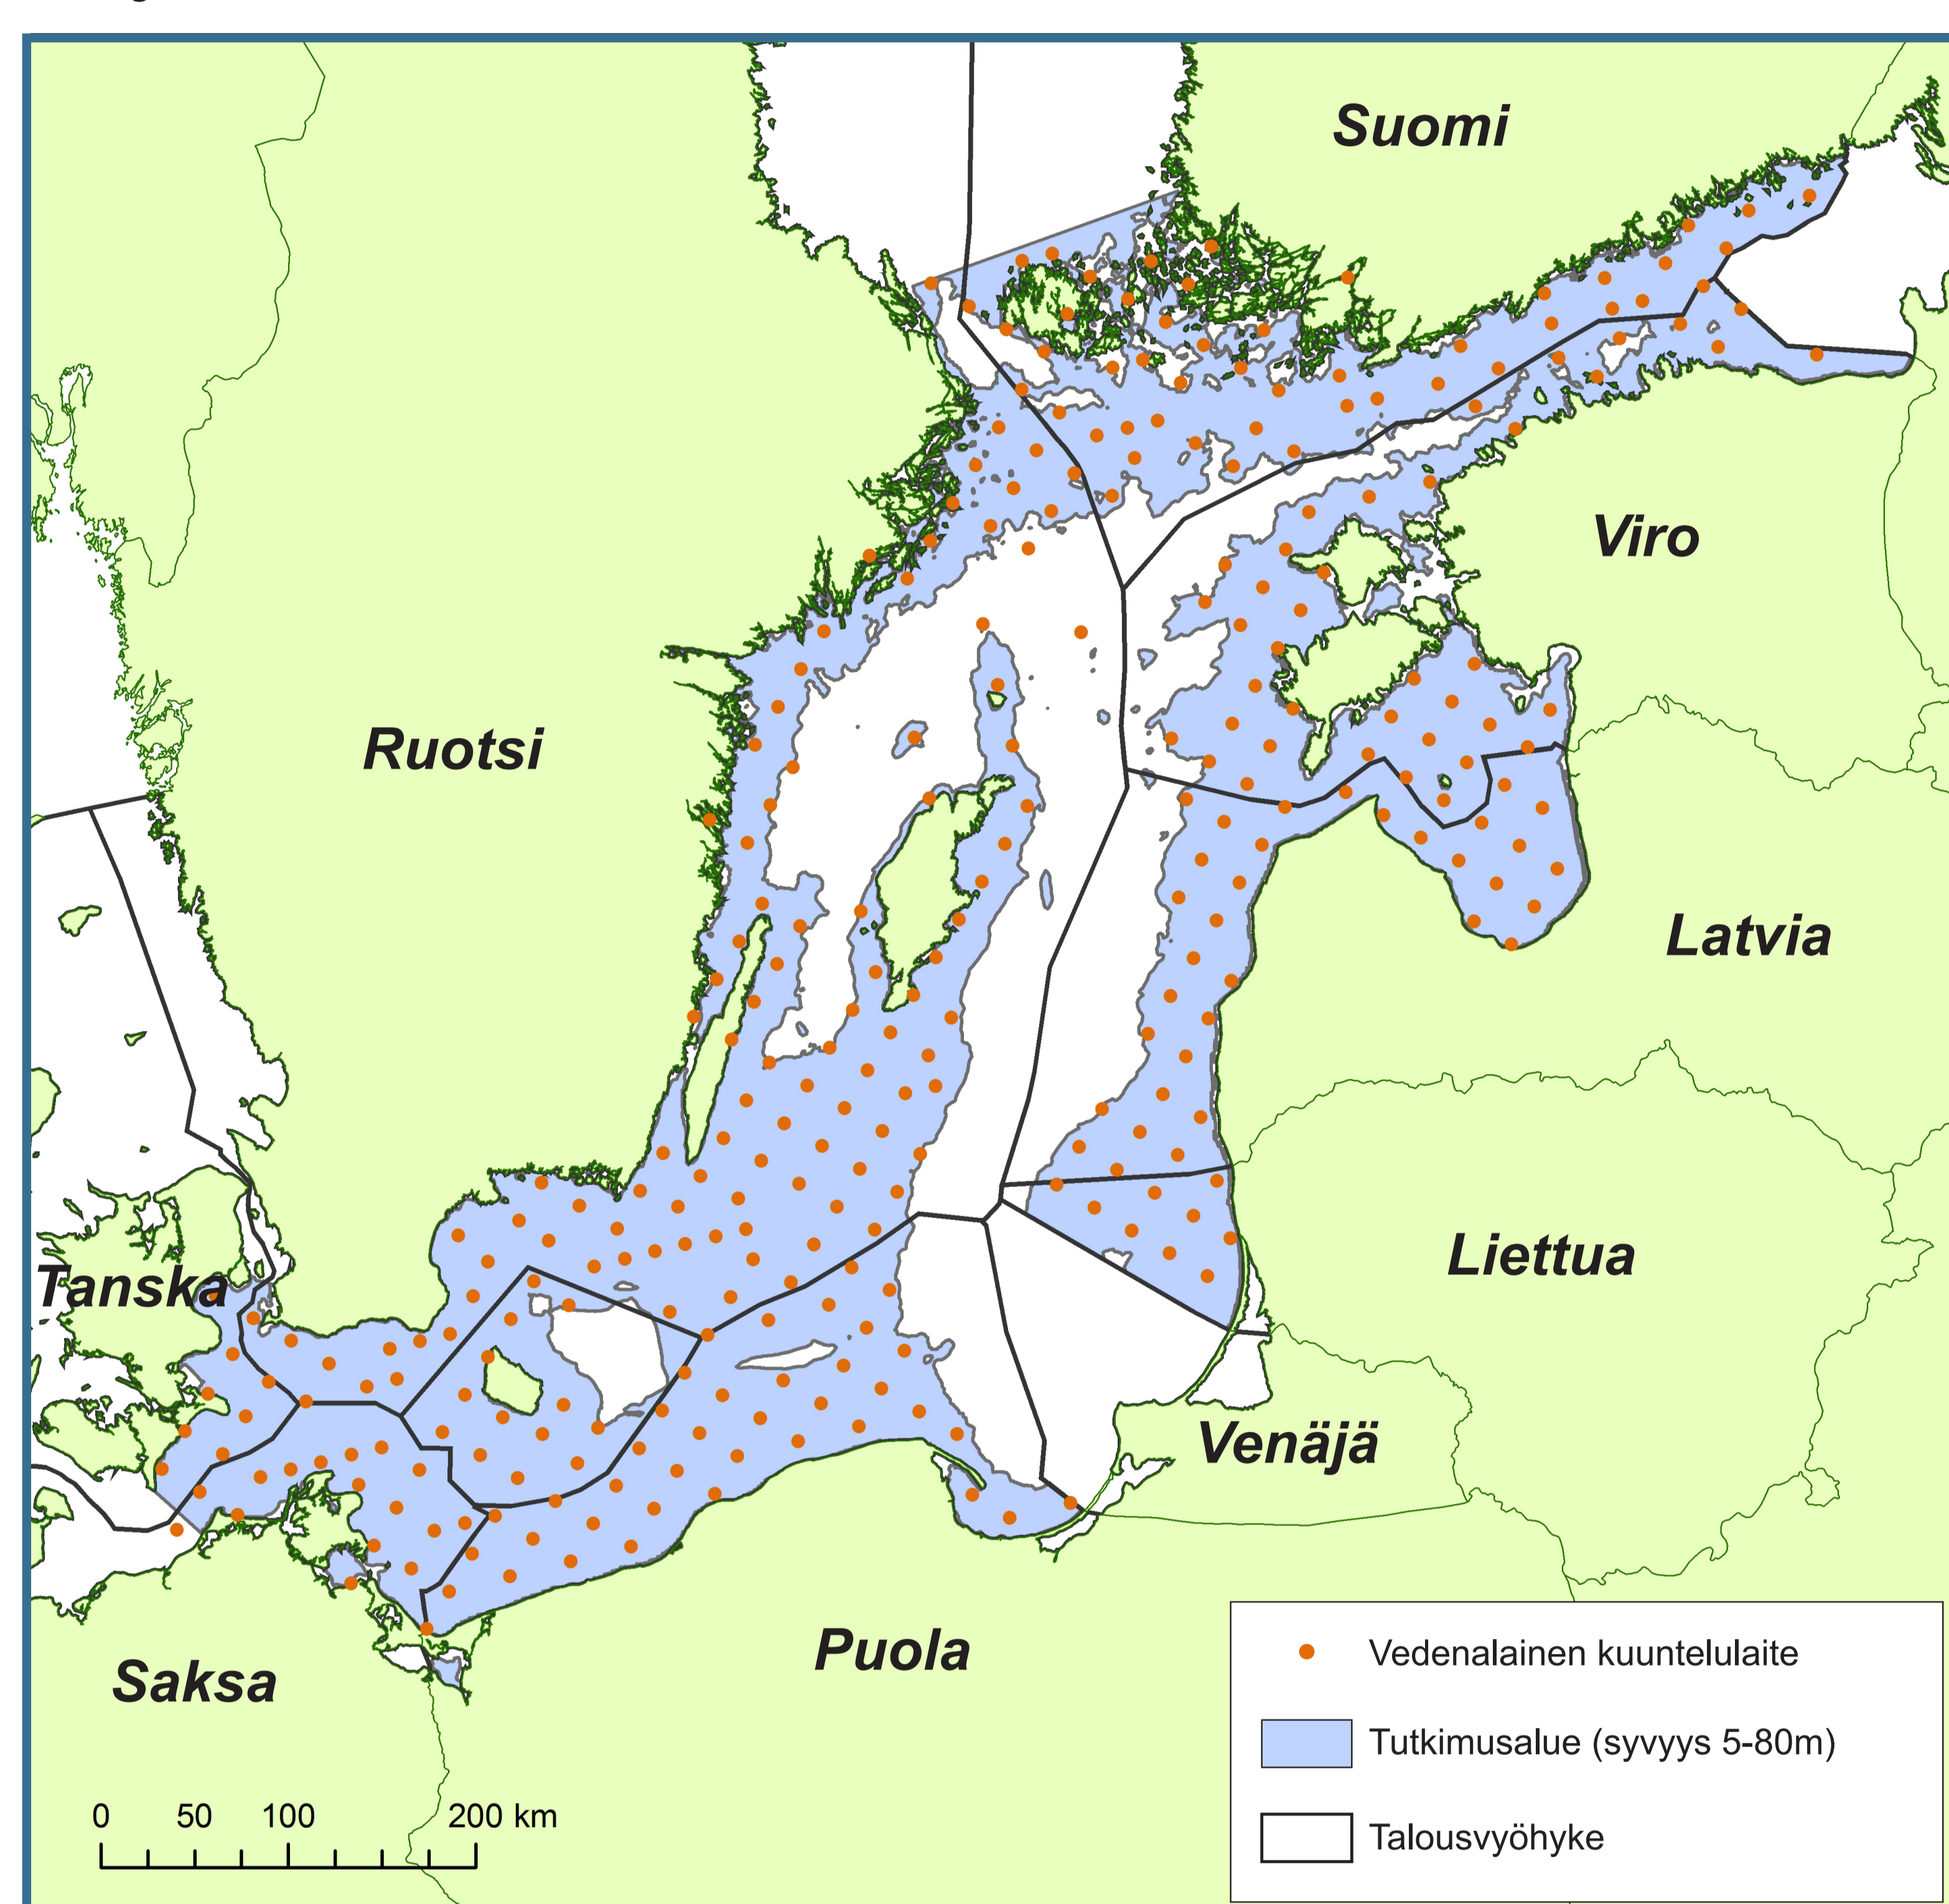 Suomi
Viro
Ruotsi
Latvia
Tanska
Liettua
Venäjä
Puola
Saksa
Vedenalainen kuuntelulaite
Tutkimusalue (syvyys 5-80m)
Talousvyöhyke
0 50 100 200 km